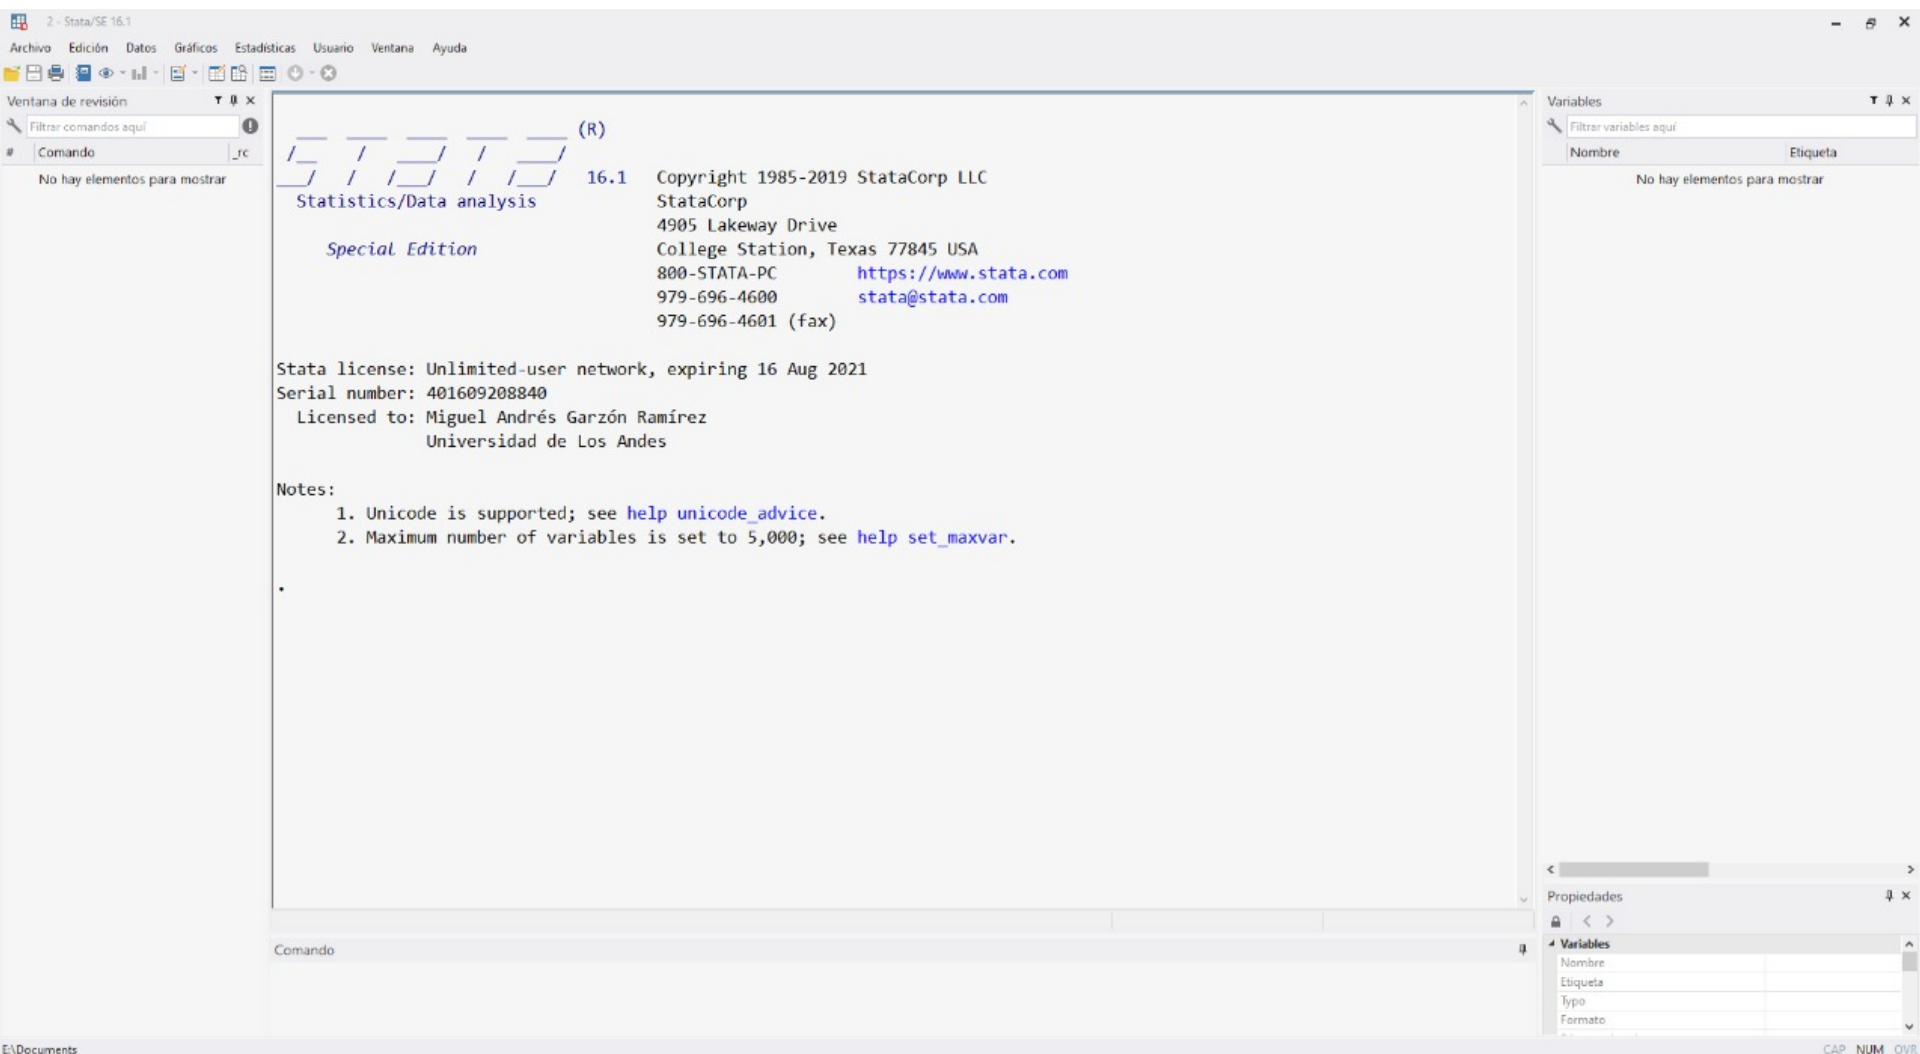 2 - Stata/SE 16.1
Archivo Edición Datos Gráficos Estadísticas Usuario Ventana Ayuda
Ventana de revisión
Filtrar comandos aquí
# Comando _rc
No hay elementos para mostrar
(R)
STATA 16.1 Copyright 1985-2019 StataCorp LLC
Statistics/Data analysis StataCorp
4905 Lakeway Drive
Special Edition College Station, Texas 77845 USA
800-STATA-PC https://www.stata.com
979-696-4600 stata@stata.com
979-696-4601 (fax)
Stata license: Unlimited-user network, expiring 16 Aug 2021
Serial number: 401609208840
Licensed to: Miguel Andrés Garzón Ramírez
Universidad de Los Andes
Notes:
1. Unicode is supported; see help unicode_advice.
2. Maximum number of variables is set to 5,000; see help set_maxvar.
.
Comando
Variables
Filtrar variables aquí
Nombre Etiqueta
No hay elementos para mostrar
Propiedades
Variables
Nombre
Etiqueta
Typo
Formato
E:\Documents
CAP NUM OVR